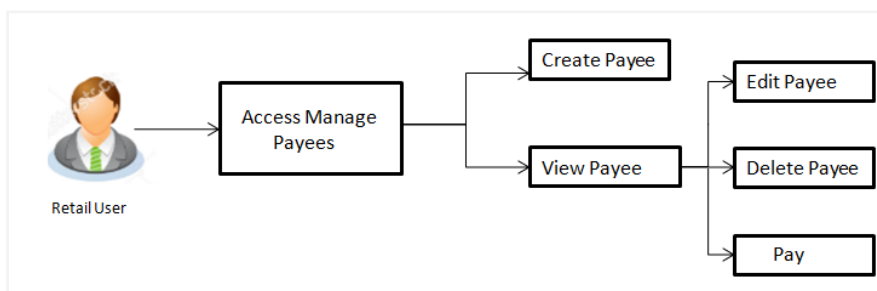 Create Payee
Edit Payee
Access Manage
Payees
View Payee
Delete Payee
Retail User
Pay